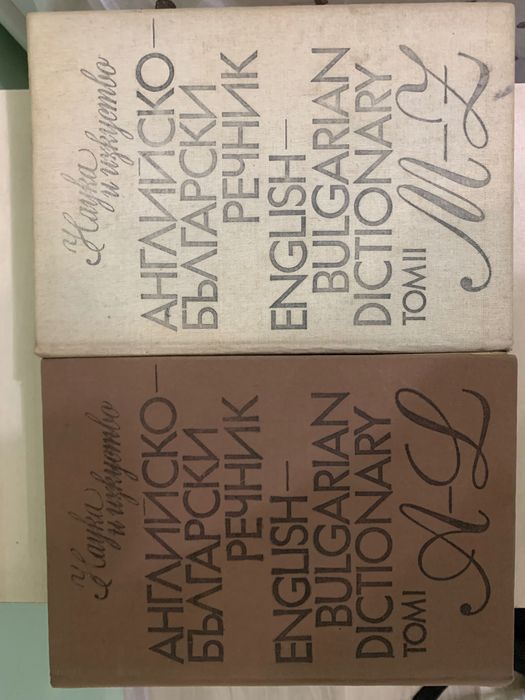 Наука
и изкуство
АНГЛИЙСКО–
БЪЛГАРСКИ
РЕЧНИК
ENGLISH–
BULGARIAN
DICTIONARY
ТОМ II M–Z
Наука
и изкуство
АНГЛИЙСКО–
БЪЛГАРСКИ
РЕЧНИК
ENGLISH–
BULGARIAN
DICTIONARY
ТОМ I A–L